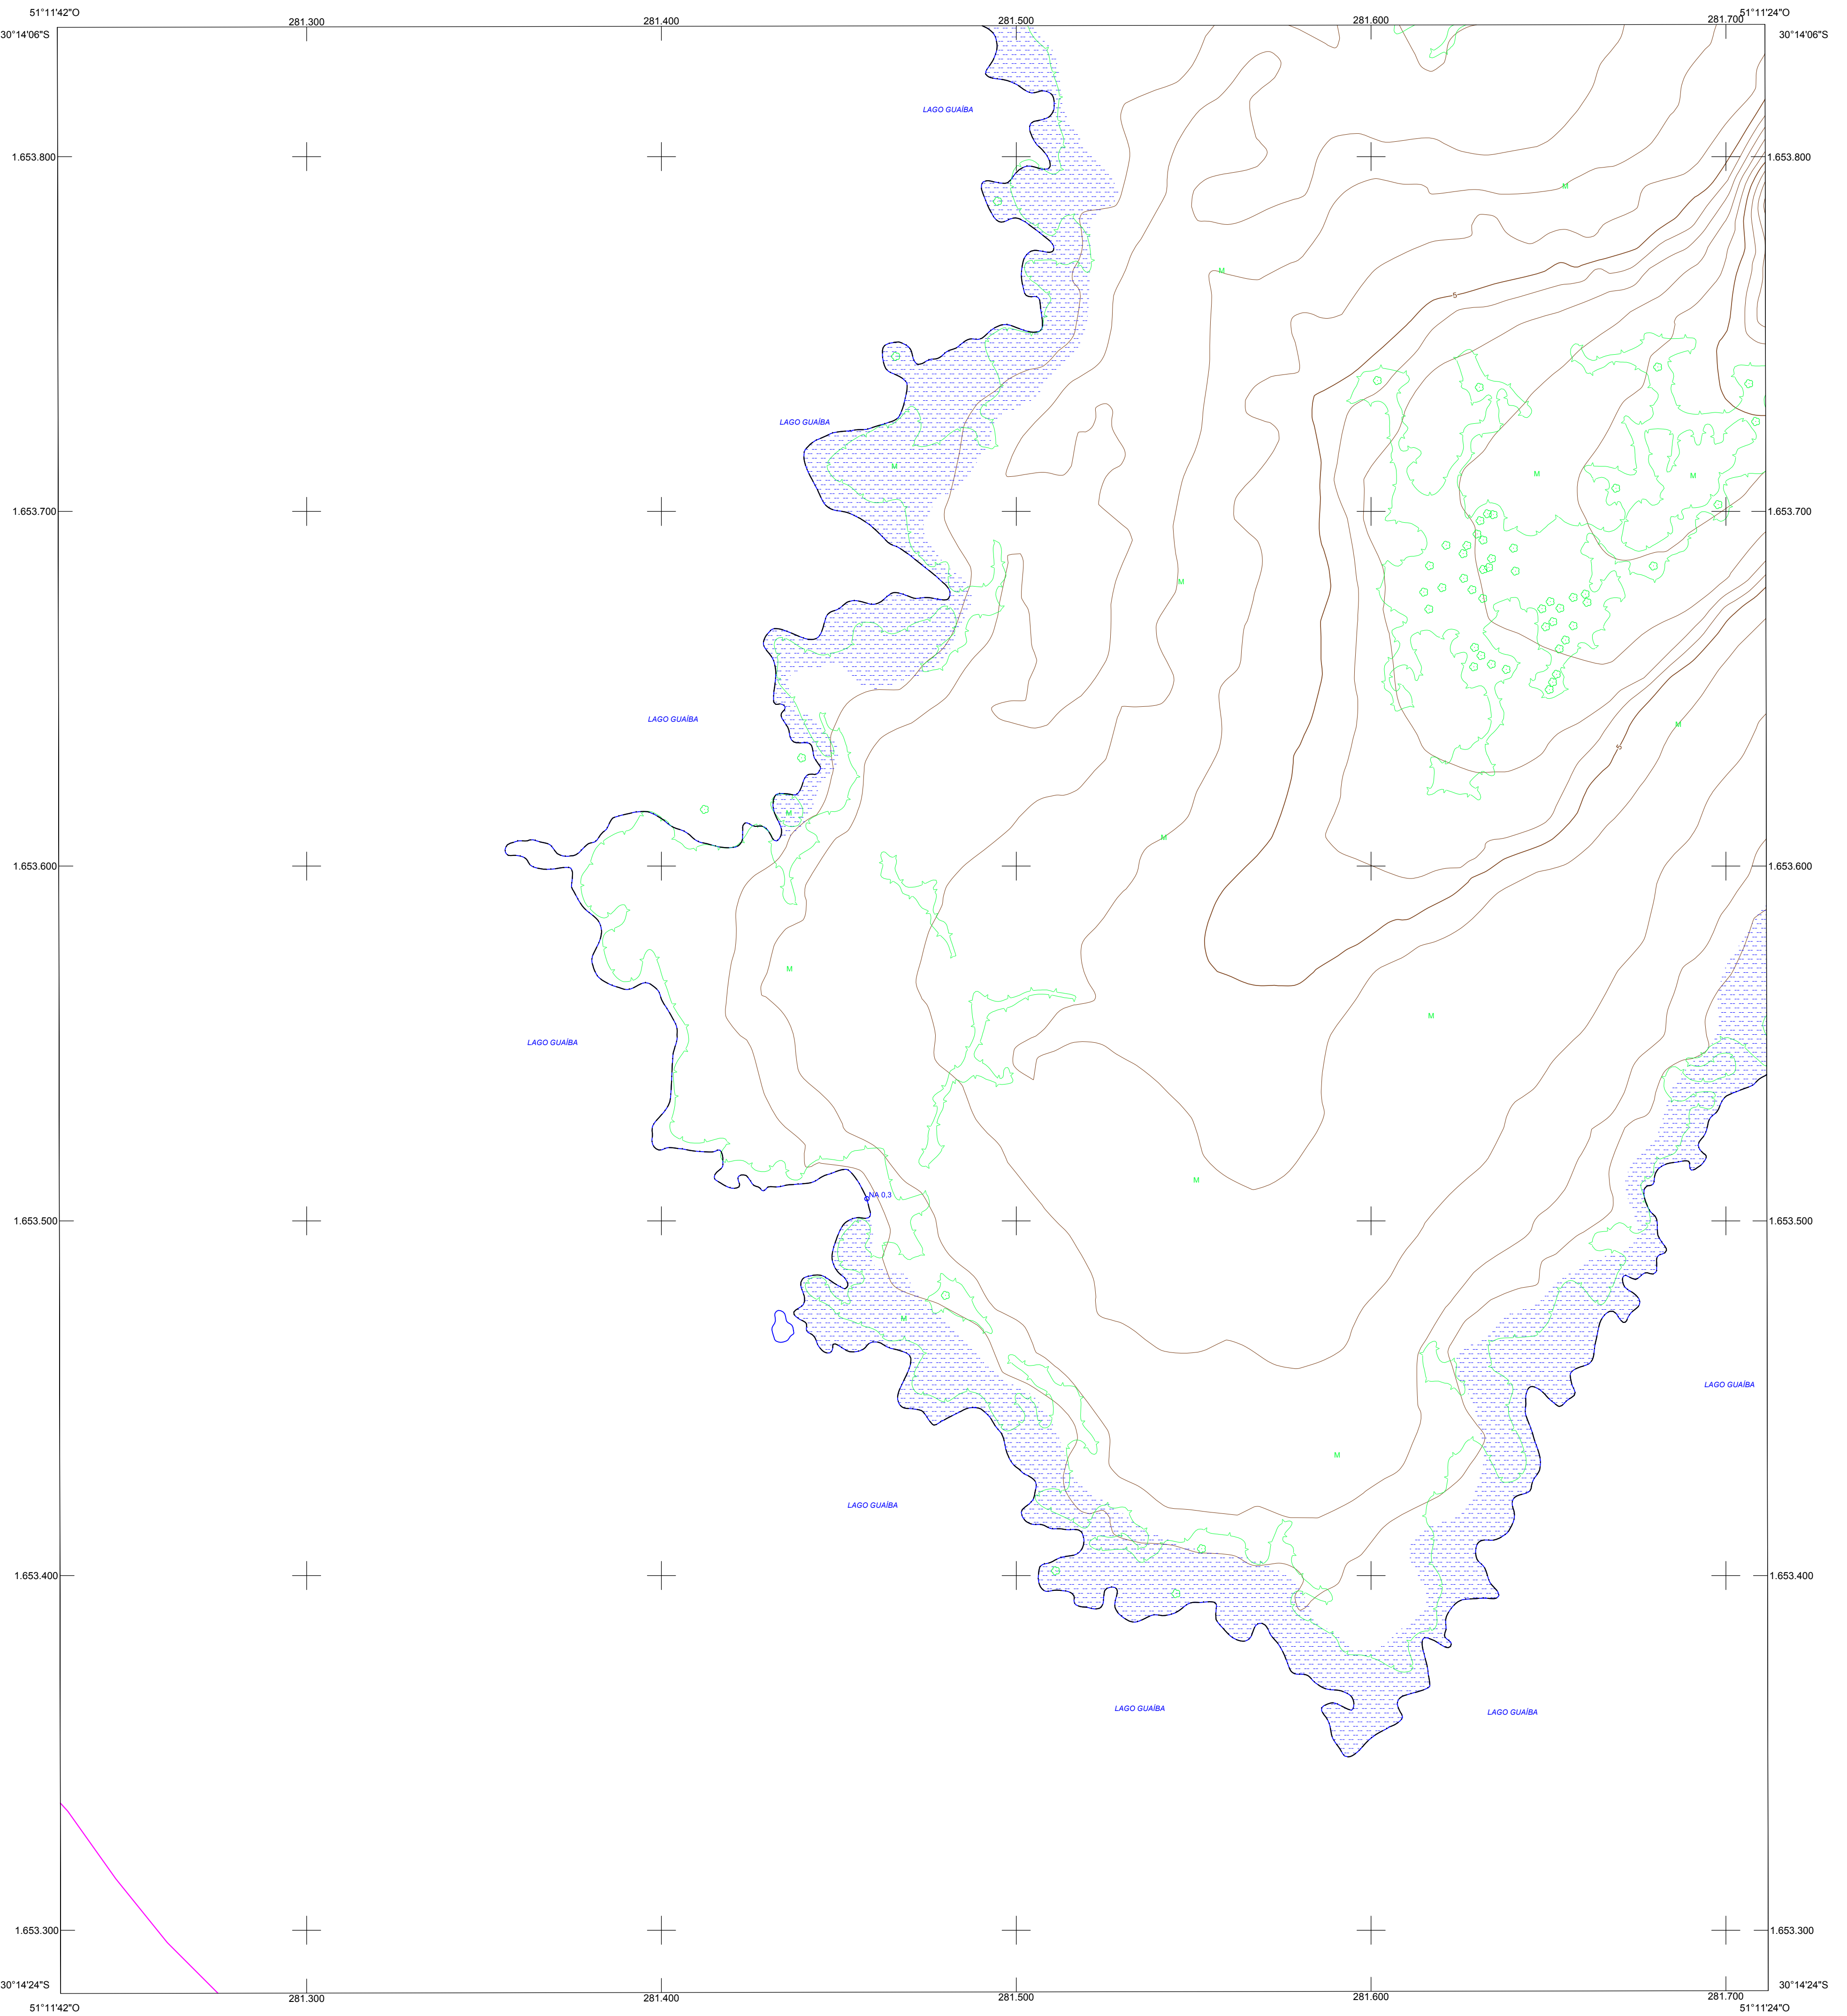 51°11'42"O
281.300
281.400
281.500
281.600
281.700
51°11'24"O
30°14'06"S
30°14'06"S
LAGO GUAÍBA
1.653.800
1.653.800
M
M
5
LAGO GUAÍBA
M
M
M
1.653.700
1.653.700
M
LAGO GUAÍBA
M
5
M
M
1.653.600
1.653.600
M
M
LAGO GUAÍBA
M
NA 0,3
1.653.500
1.653.500
M
LAGO GUAÍBA
M
LAGO GUAÍBA
1.653.400
1.653.400
LAGO GUAÍBA
LAGO GUAÍBA
1.653.300
1.653.300
30°14'24"S
30°14'24"S
281.300
281.400
281.500
281.600
281.700
51°11'42"O
51°11'24"O